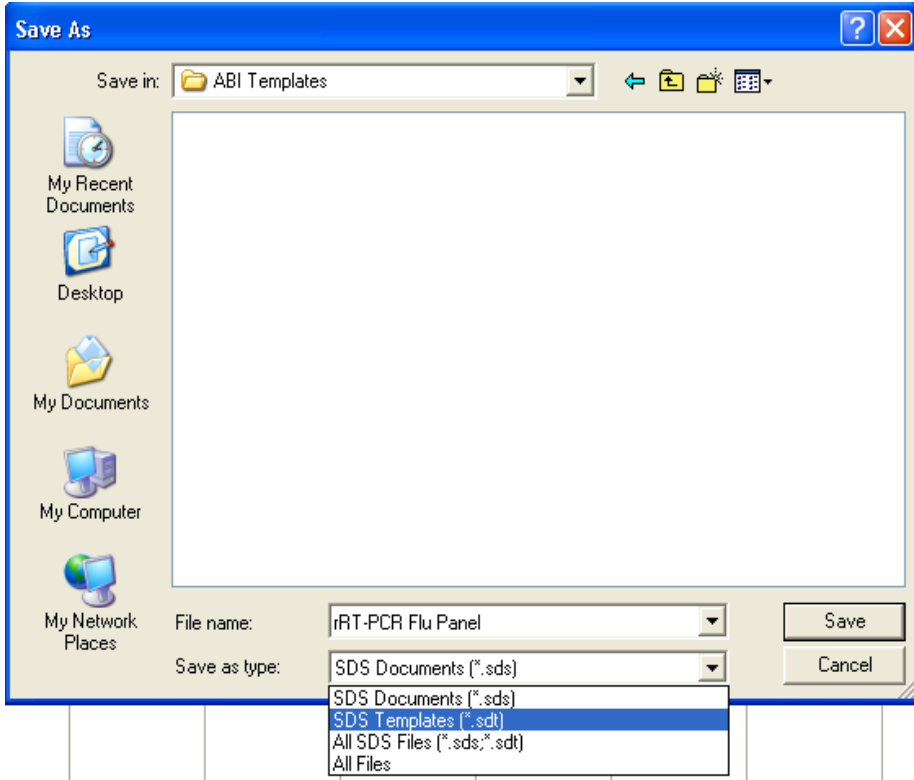 Save As
Save in:
ABI Templates
My Recent
Documents
Desktop
My Documents
My Computer
My Network
Places
File name:
rRT-PCR Flu Panel
Save
Save as type:
SDS Documents (*.sds)
Cancel
SDS Documents (*.sds)
SDS Templates (*.sdt)
All SDS Files (*.sds;*.sdt)
All Files